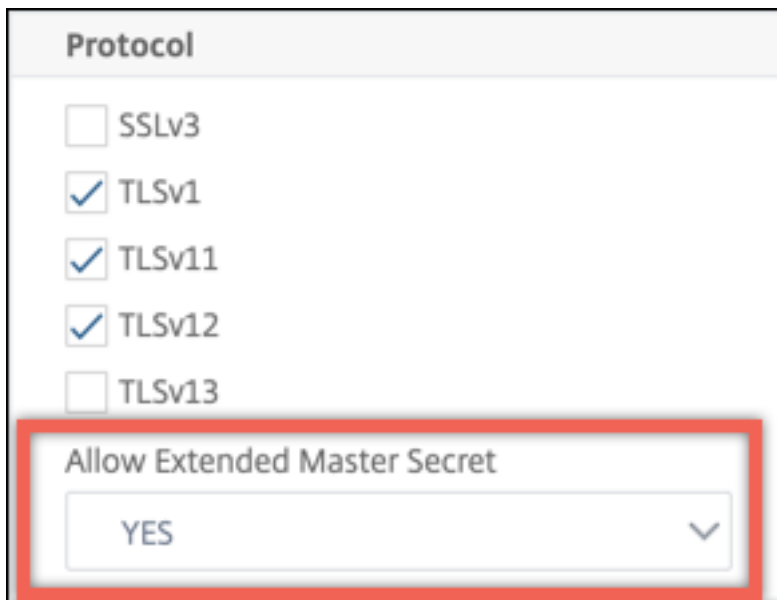 Protocol
SSLv3
TLSv1
TLSv11
TLSv12
TLSv13
Allow Extended Master Secret
YES